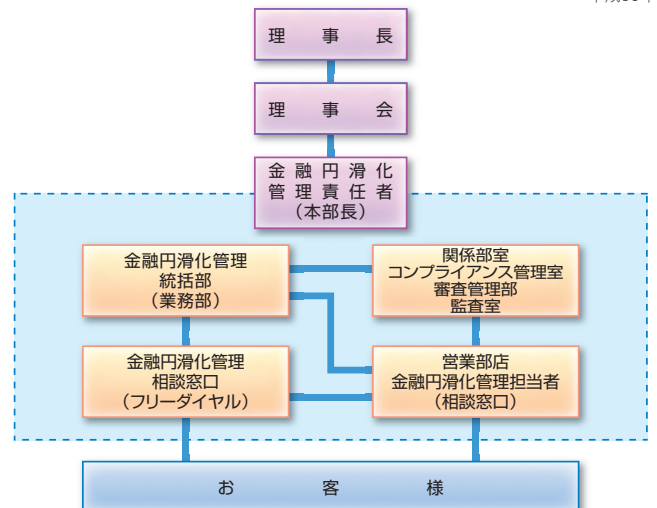 理事長
理事会
金融円滑化
管理責任者
(本部長)
金融円滑化管理
統括部
(業務部)
関係部室
コンプライアンス管理室
審査管理部
監査室
金融円滑化管理
相談窓口
(フリーダイヤル)
営業部店
金融円滑化管理担当者
(相談窓口)
お客様